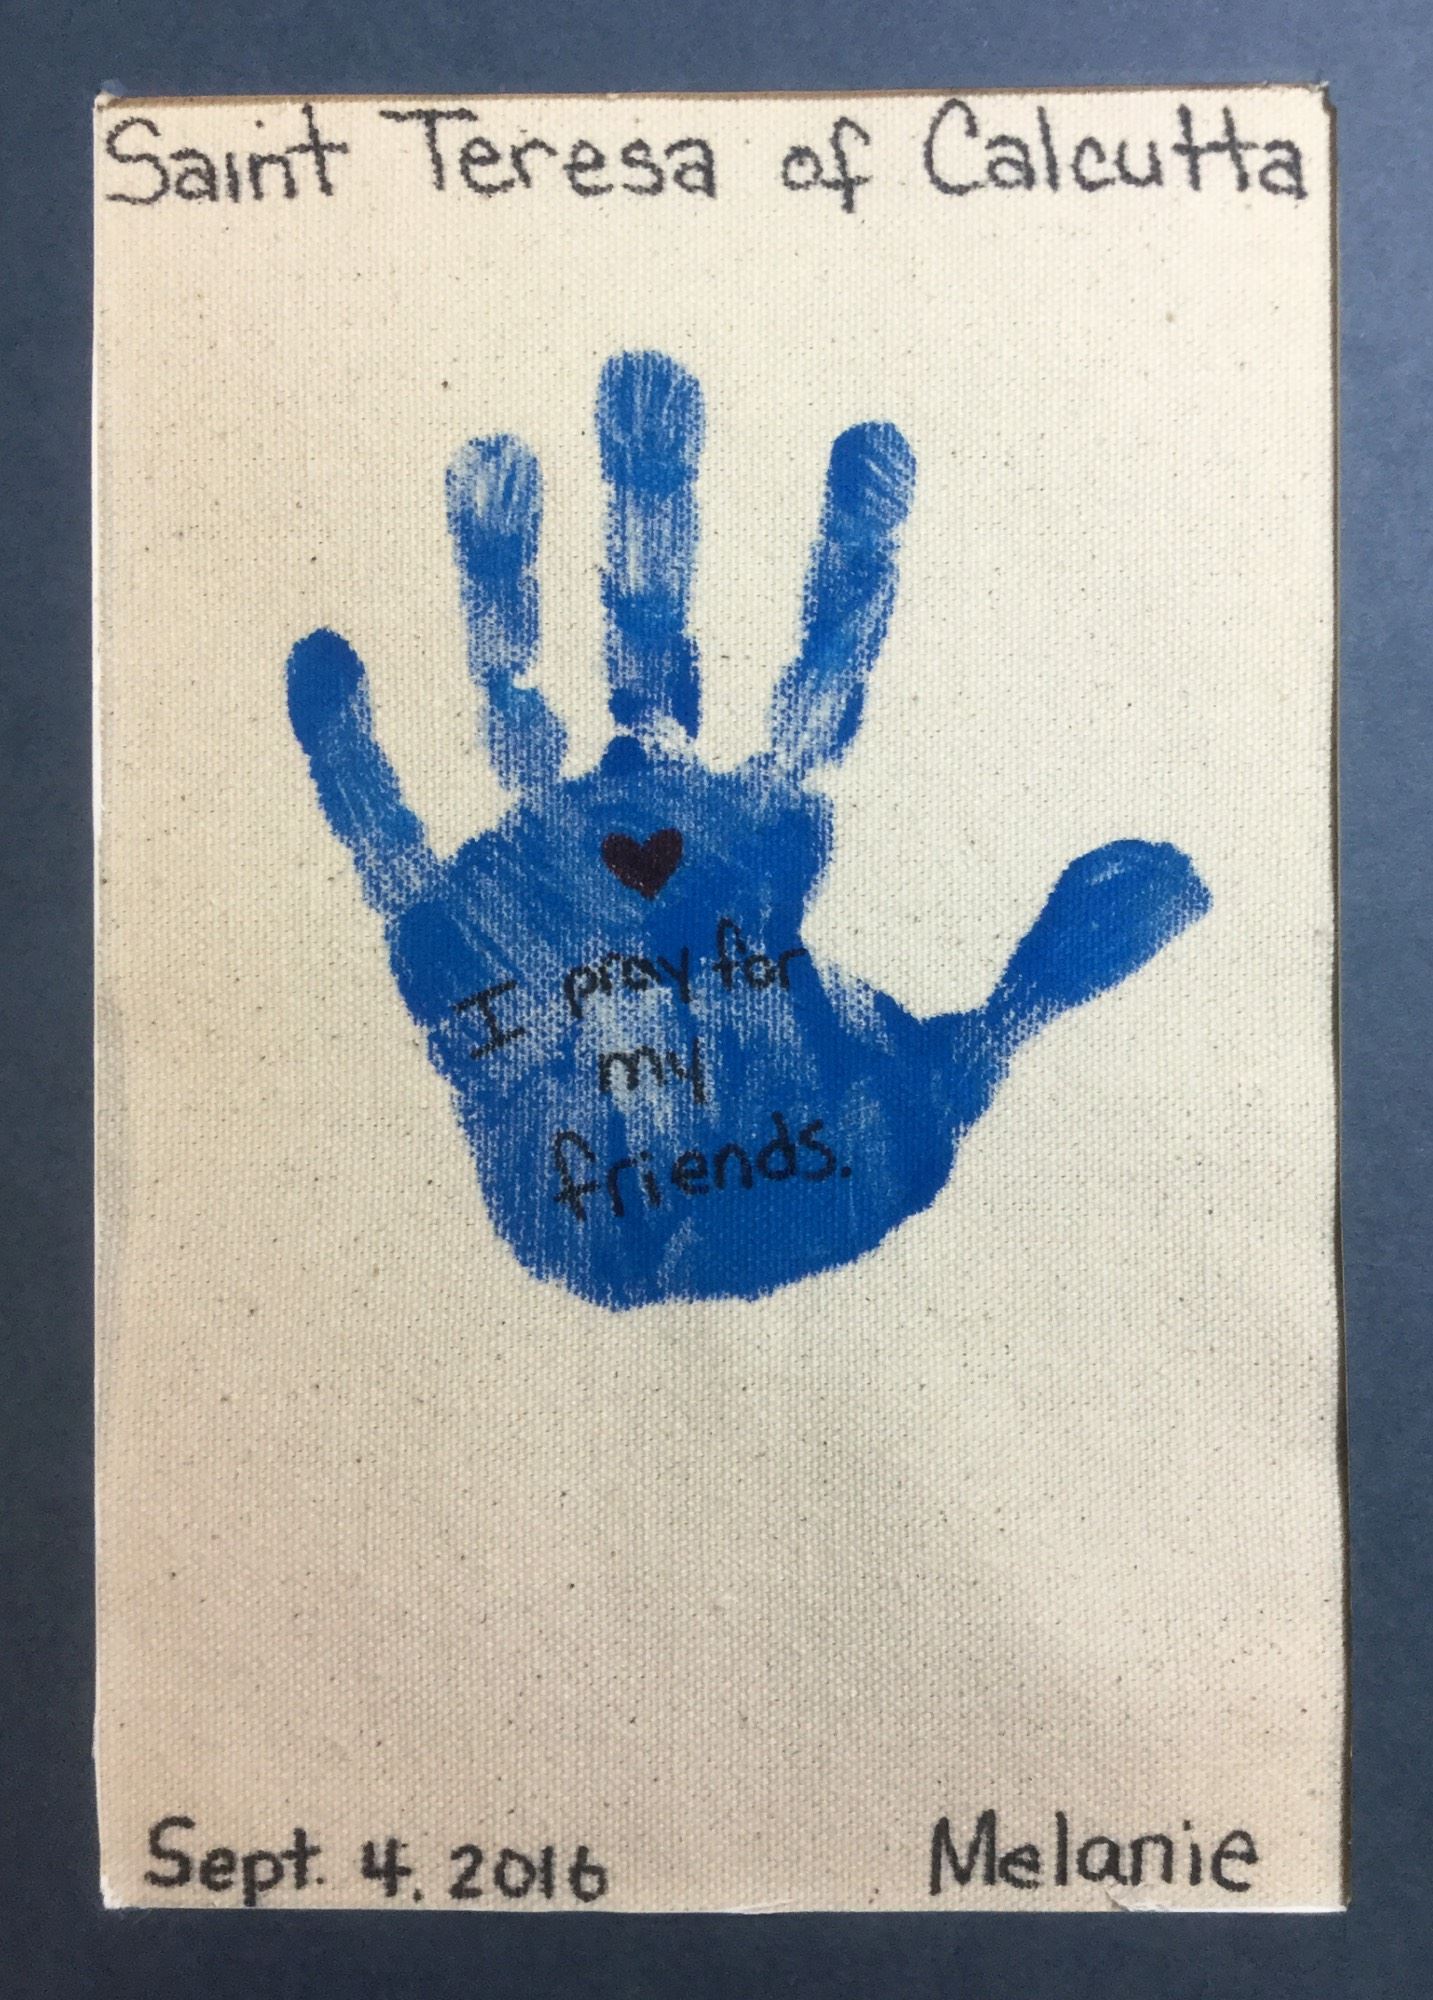 Saint Teresa of Calcutta
I pray for
my
friends.
Sept. 4, 2016
Melanie